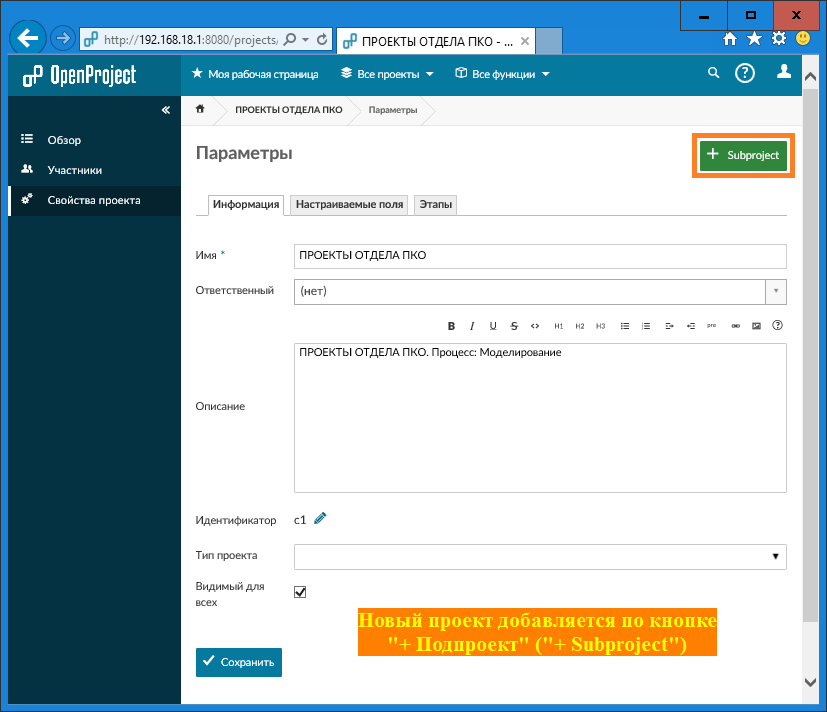 http://192.168.18.1:8080/projects/
ПРОЕКТЫ ОТДЕЛА ПКО - ...
OpenProject
Моя рабочая страница
Все проекты
Все функции
ПРОЕКТЫ ОТДЕЛА ПКО
Параметры
Обзор
Участники
Свойства проекта
Параметры
+ Subproject
Информация
Настраиваемые поля
Этапы
Имя *
ПРОЕКТЫ ОТДЕЛА ПКО
Ответственный
(нет)
B I U S <> H1 H2 H3 pre
Описание
ПРОЕКТЫ ОТДЕЛА ПКО. Процесс: Моделирование
Идентификатор
c1
Тип проекта
Видимый для
всех
Новый проект добавляется по кнопке
"+ Подпроект" ("+ Subproject")
Сохранить